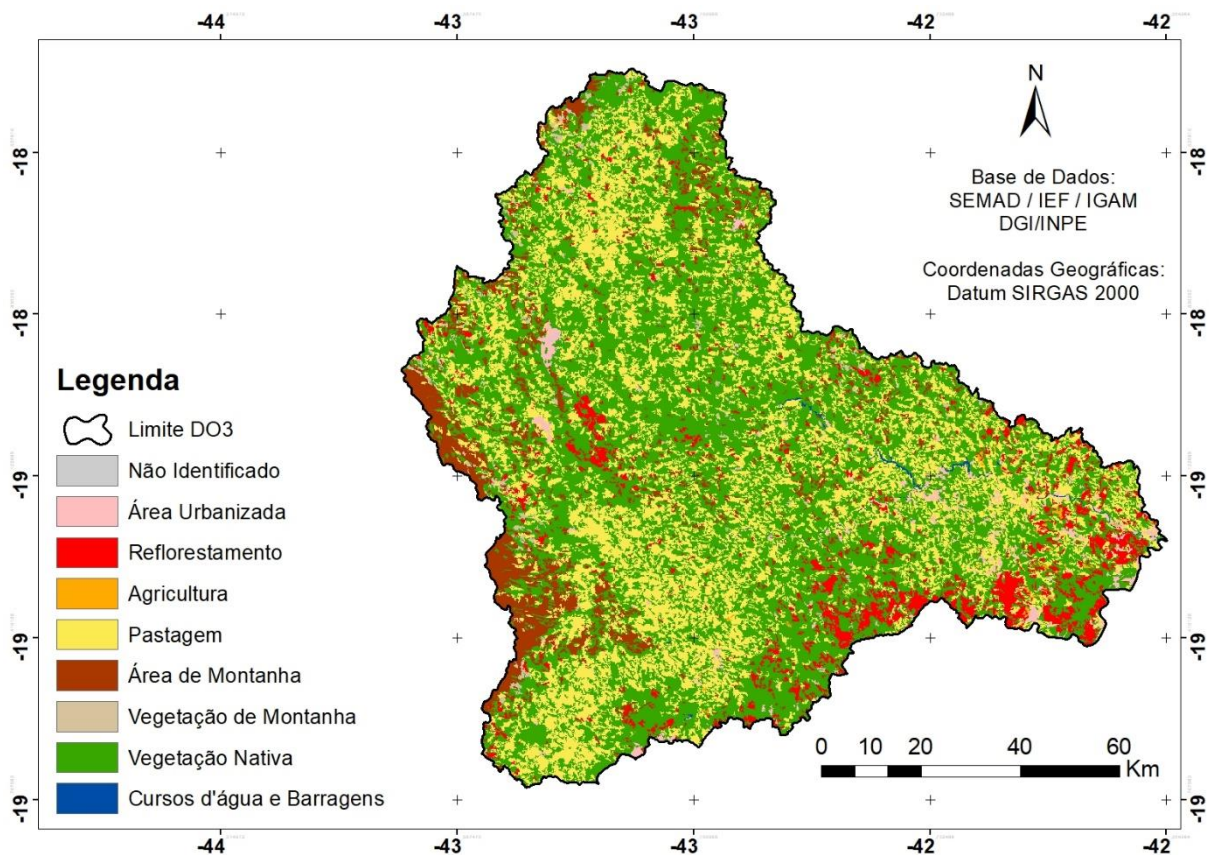 -44
-43
-43
-42
-42
N
Base de Dados:
SEMAD / IEF / IGAM
DGI/INPE
Coordenadas Geográficas:
Datum SIRGAS 2000
-18
-18
-18
-18
Legenda
Limite DO3
Não Identificado
Área Urbanizada
Reflorestamento
Agricultura
Pastagem
Área de Montanha
Vegetação de Montanha
Vegetação Nativa
Cursos d'água e Barragens
-19
-19
-19
-19
0 10 20 40 60
Km
-19
-19
-44
-43
-43
-42
-42